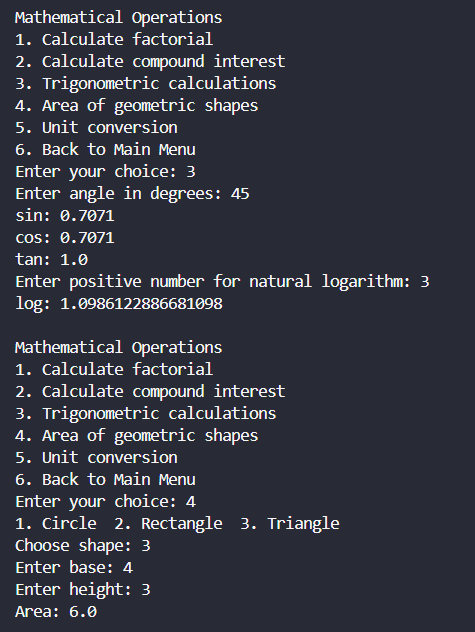 Mathematical Operations
1. Calculate factorial
2. Calculate compound interest
3. Trigonometric calculations
4. Area of geometric shapes
5. Unit conversion
6. Back to Main Menu
Enter your choice: 3
Enter angle in degrees: 45
sin: 0.7071
cos: 0.7071
tan: 1.0
Enter positive number for natural logarithm: 3
log: 1.0986122886681098
Mathematical Operations
1. Calculate factorial
2. Calculate compound interest
3. Trigonometric calculations
4. Area of geometric shapes
5. Unit conversion
6. Back to Main Menu
Enter your choice: 4
1. Circle  2. Rectangle  3. Triangle
Choose shape: 3
Enter base: 4
Enter height: 3
Area: 6.0